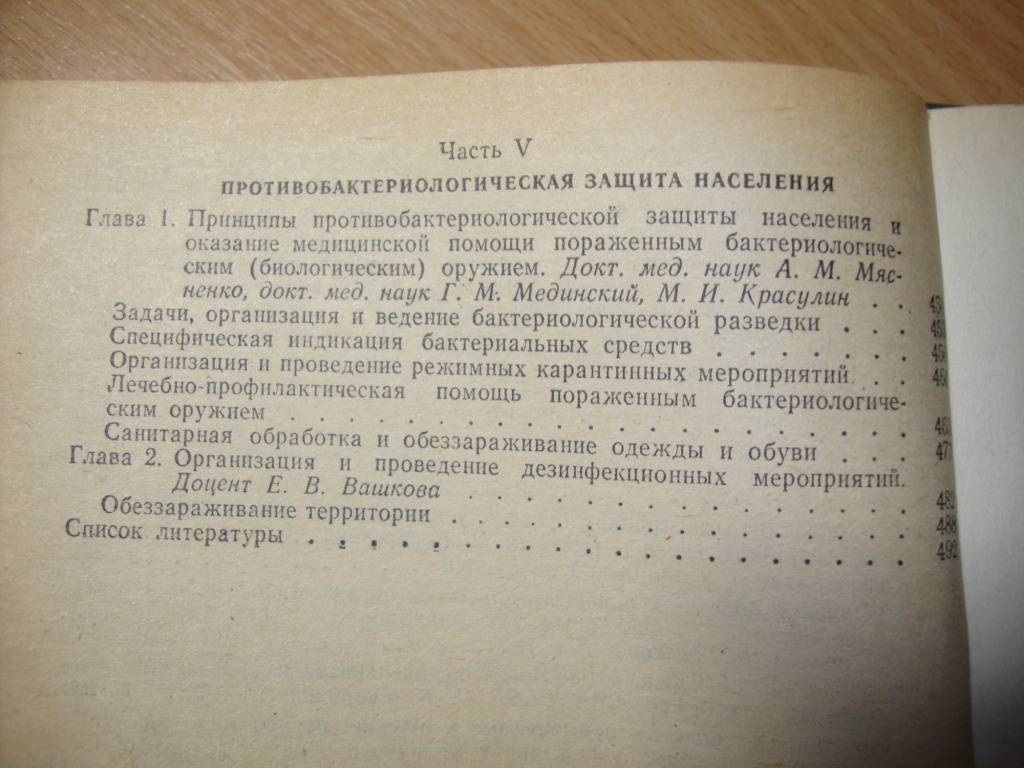 Часть V
ПРОТИВОБАКТЕРИОЛОГИЧЕСКАЯ ЗАЩИТА НАСЕЛЕНИЯ
Глава 1. Принципы противобактериологической защиты населения и
оказание медицинской помощи пораженным бактериологиче-
ским (биологическим) оружием. Докт. мед. наук А. М. Мяс-
ненко, докт. мед. наук Г. М. Мединский, М. И. Красулин . .
Задачи, организация и ведение бактериологической разведки . . .
Специфическая индикация бактериальных средств . . . . . . .
Организация и проведение режимных карантинных мероприятий . . .
Лечебно-профилактическая помощь пораженным бактериологиче-
ским оружием . . . . . . . . . . . . . . . . . .
Санитарная обработка и обеззараживание одежды и обуви . . .
Глава 2. Организация и проведение дезинфекционных мероприятий.
Доцент Е. В. Вашкова . . . . . . . . . . . . . . 482
Обеззараживание территории . . . . . . . . . . . . . . 488
Список литературы . . . . . . . . . . . . . . . . . .